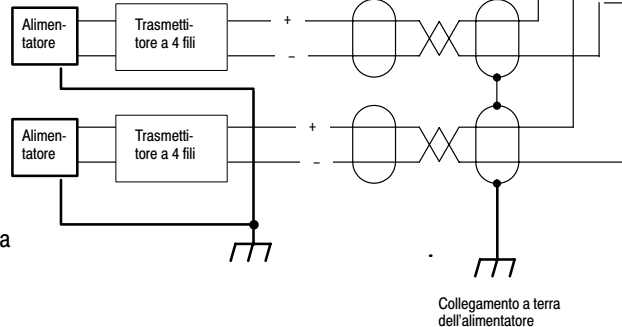 Alimen-
tatore
Trasmetti-
tore a 4 fili
+
–
Alimen-
tatore
Trasmetti-
tore a 4 fili
+
–
a
Collegamento a terra
dell'alimentatore